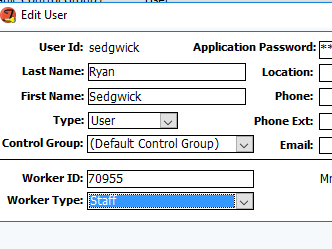 Edit User
User Id: sedgwick Application Password: **
Last Name: Ryan Location:
First Name: Sedgwick Phone:
Type: User Phone Ext:
Control Group: (Default Control Group) Email:
Worker ID: 70955
Worker Type: Staff